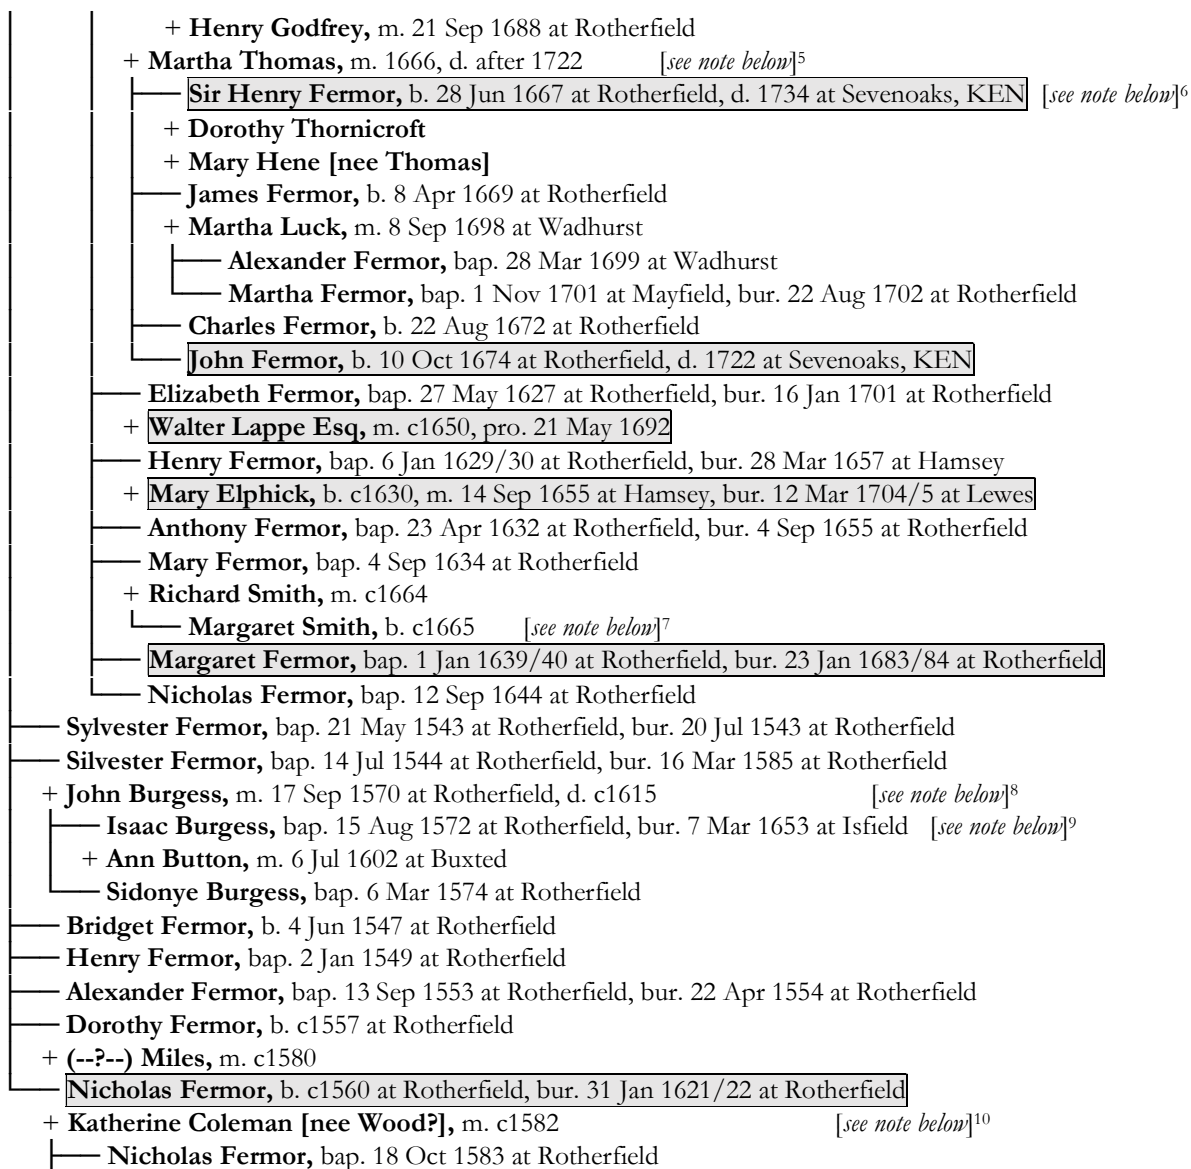 + Henry Godfrey, m. 21 Sep 1688 at Rotherfield
+ Martha Thomas, m. 1666, d. after 1722 [see note below]5
Sir Henry Fermor, b. 28 Jun 1667 at Rotherfield, d. 1734 at Sevenoaks, KEN [see note below]6
+ Dorothy Thornicroft
+ Mary Hene [nee Thomas]
James Fermor, b. 8 Apr 1669 at Rotherfield
+ Martha Luck, m. 8 Sep 1698 at Wadhurst
Alexander Fermor, bap. 28 Mar 1699 at Wadhurst
Martha Fermor, bap. 1 Nov 1701 at Mayfield, bur. 22 Aug 1702 at Rotherfield
Charles Fermor, b. 22 Aug 1672 at Rotherfield
John Fermor, b. 10 Oct 1674 at Rotherfield, d. 1722 at Sevenoaks, KEN
Elizabeth Fermor, bap. 27 May 1627 at Rotherfield, bur. 16 Jan 1701 at Rotherfield
+ Walter Lappe Esq, m. c1650, pro. 21 May 1692
Henry Fermor, bap. 6 Jan 1629/30 at Rotherfield, bur. 28 Mar 1657 at Hamsey
+ Mary Elphick, b. c1630, m. 14 Sep 1655 at Hamsey, bur. 12 Mar 1704/5 at Lewes
Anthony Fermor, bap. 23 Apr 1632 at Rotherfield, bur. 4 Sep 1655 at Rotherfield
Mary Fermor, bap. 4 Sep 1634 at Rotherfield
+ Richard Smith, m. c1664
Margaret Smith, b. c1665 [see note below]7
Margaret Fermor, bap. 1 Jan 1639/40 at Rotherfield, bur. 23 Jan 1683/84 at Rotherfield
Nicholas Fermor, bap. 12 Sep 1644 at Rotherfield
Sylvester Fermor, bap. 21 May 1543 at Rotherfield, bur. 20 Jul 1543 at Rotherfield
Silvester Fermor, bap. 14 Jul 1544 at Rotherfield, bur. 16 Mar 1585 at Rotherfield
+ John Burgess, m. 17 Sep 1570 at Rotherfield, d. c1615 [see note below]8
Isaac Burgess, bap. 15 Aug 1572 at Rotherfield, bur. 7 Mar 1653 at Isfield [see note below]9
+ Ann Button, m. 6 Jul 1602 at Buxted
Sidonye Burgess, bap. 6 Mar 1574 at Rotherfield
Bridget Fermor, b. 4 Jun 1547 at Rotherfield
Henry Fermor, bap. 2 Jan 1549 at Rotherfield
Alexander Fermor, bap. 13 Sep 1553 at Rotherfield, bur. 22 Apr 1554 at Rotherfield
Dorothy Fermor, b. c1557 at Rotherfield
+ (--?--) Miles, m. c1580
Nicholas Fermor, b. c1560 at Rotherfield, bur. 31 Jan 1621/22 at Rotherfield
+ Katherine Coleman [nee Wood?], m. c1582 [see note below]10
Nicholas Fermor, bap. 18 Oct 1583 at Rotherfield